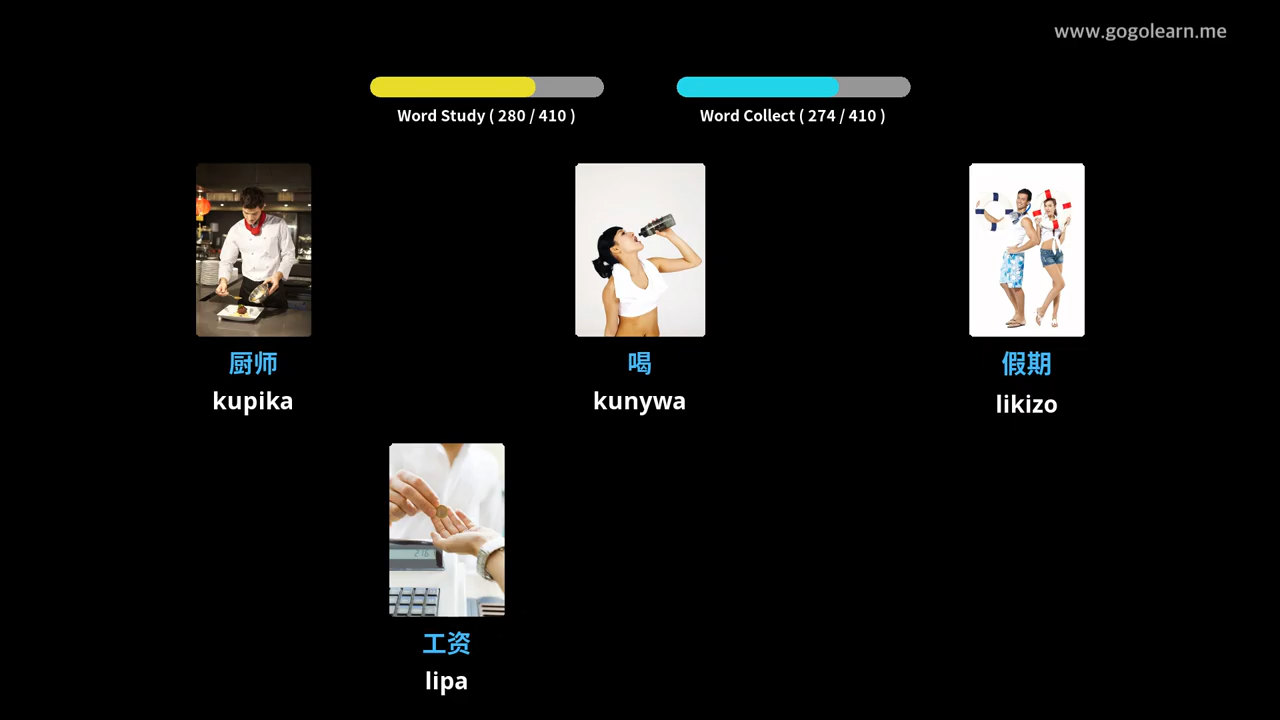 www.gogolearn.me
Word Study ( 280 / 410 )
Word Collect ( 274 / 410 )
厨师
kupika
喝
kunywa
假期
likizo
工资
lipa